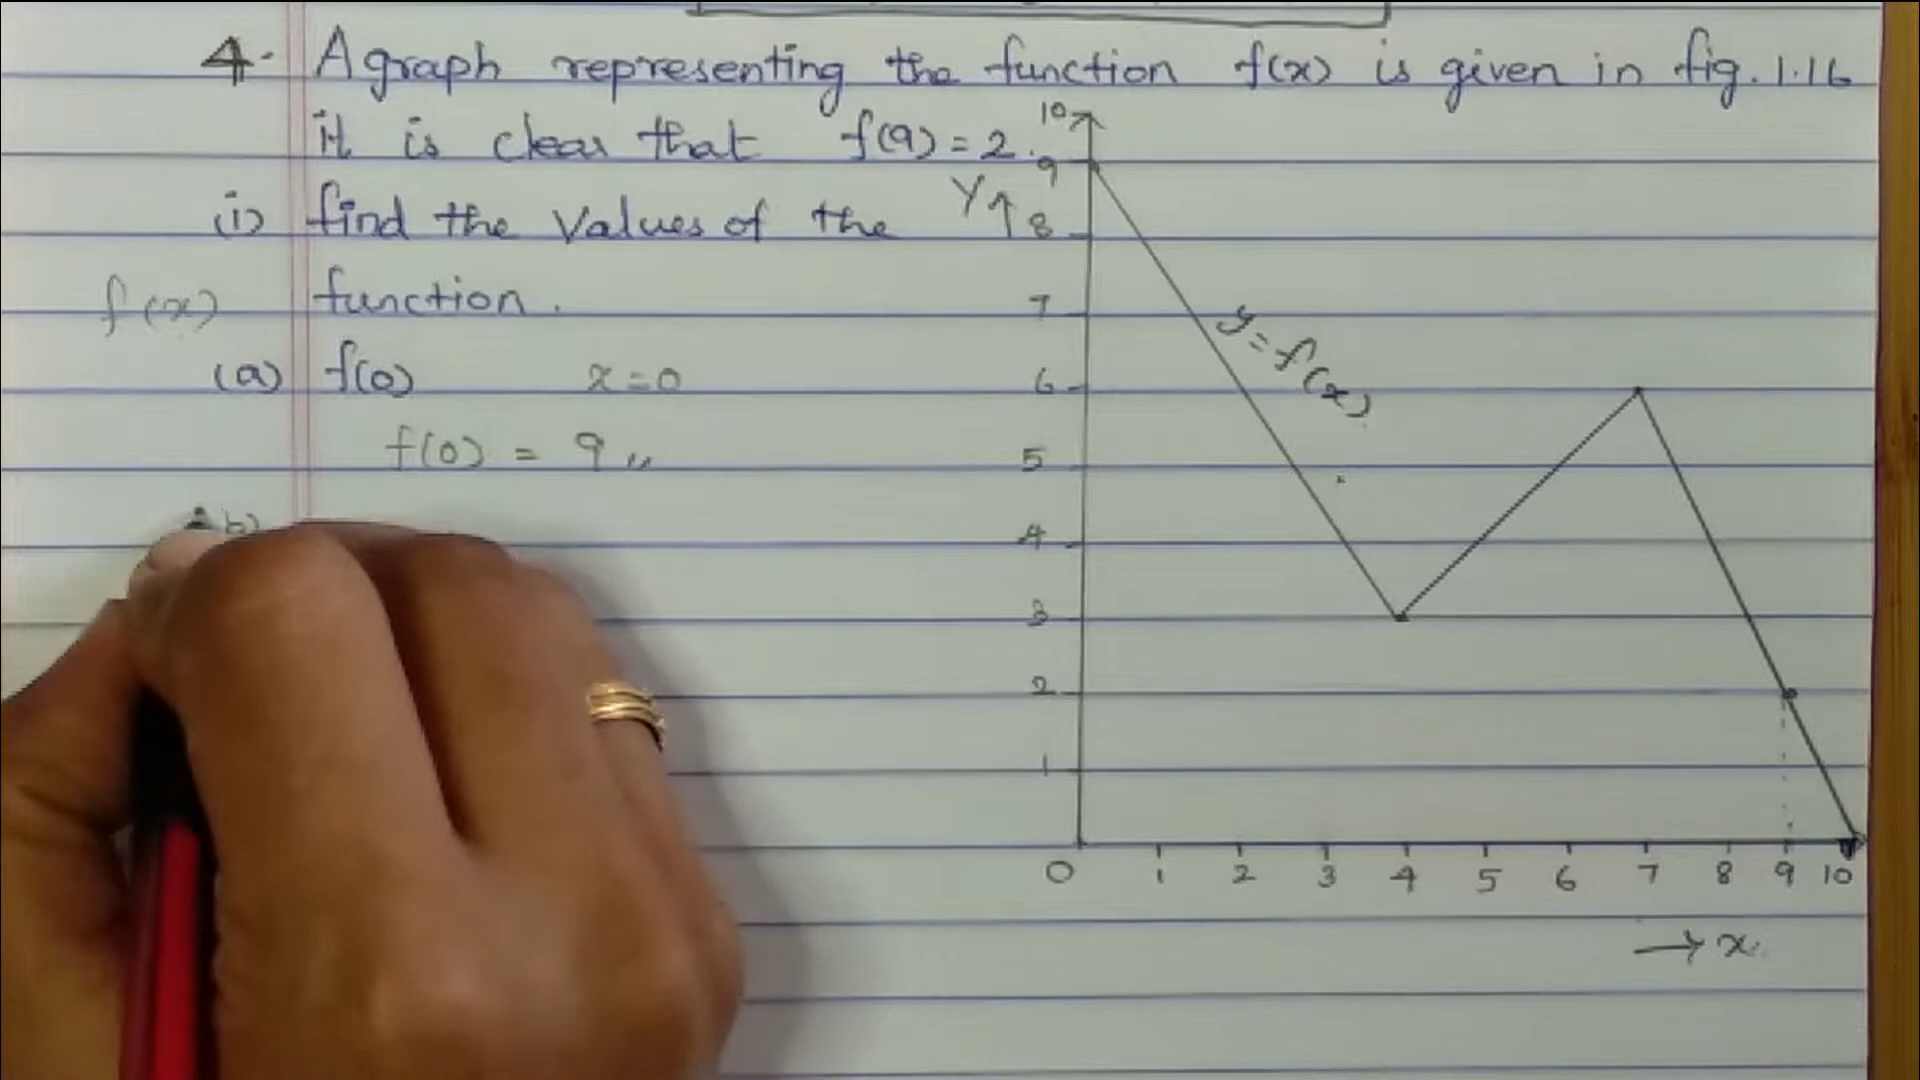 4. A graph representing the function f(x) is given in fig. 1.16
it is clear that f(9) = 2.
(i) find the values of the
function.
f(x)
(a) f(0) x=0
f(0) = 9 〃
b)
10
9
Y↑ 8
7
6
5
4
3
2
1
y = f(x)
0 1 2 3 4 5 6 7 8 9 10
→ x